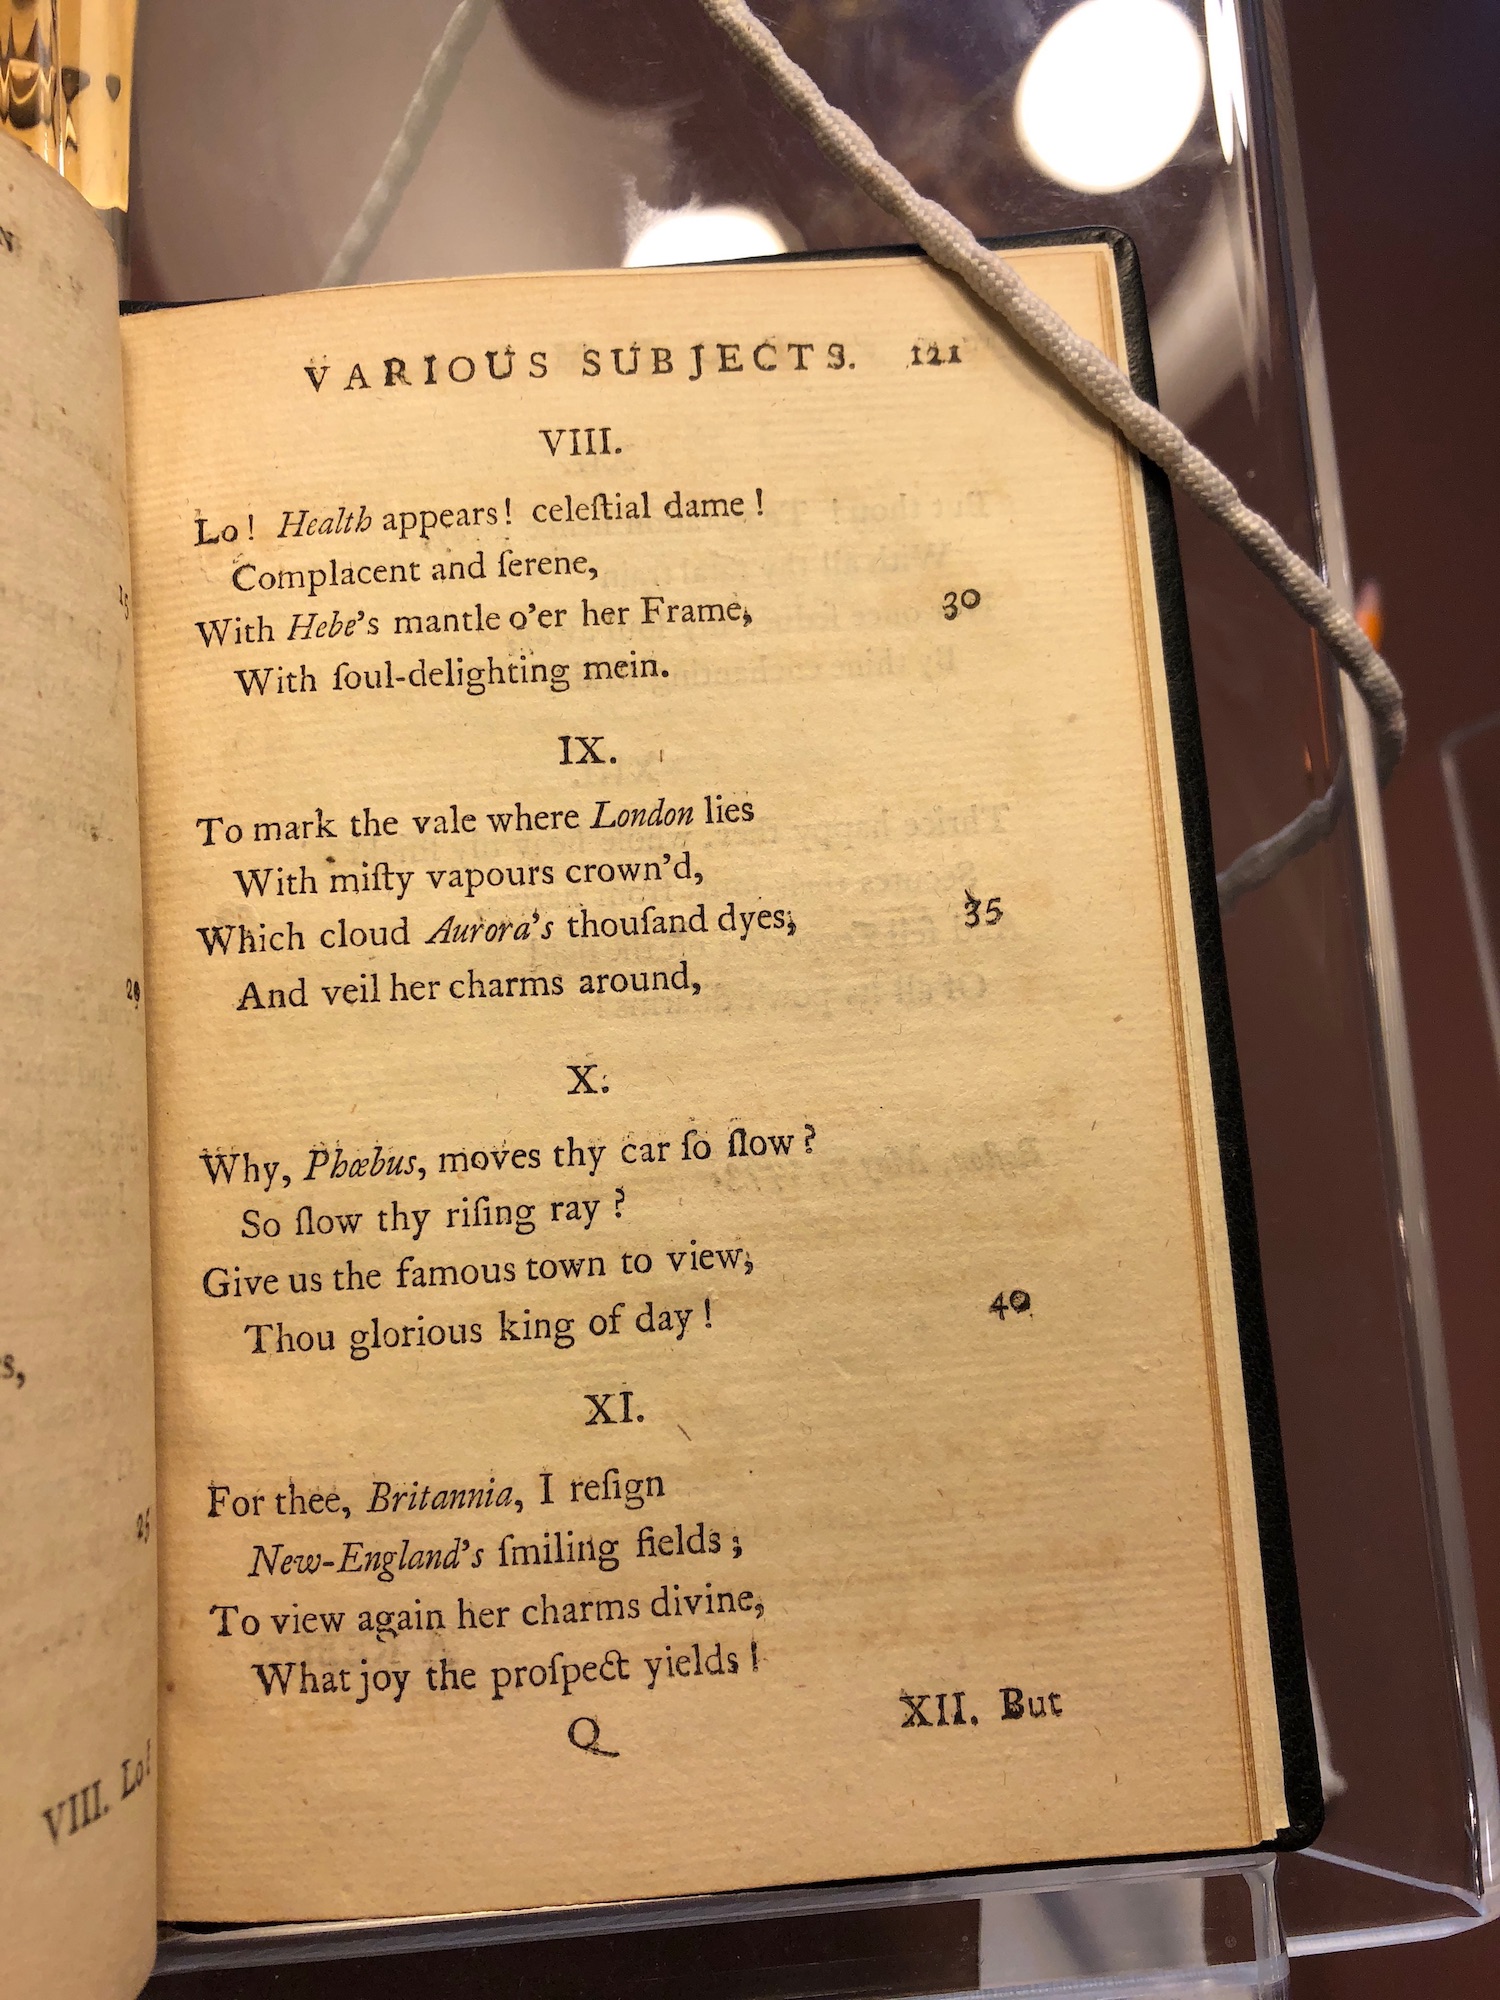 VARIOUS SUBJECTS. 121
VIII.
Lo! Health appears! celeſtial dame!
Complacent and ſerene,
With Hebe's mantle o'er her Frame, 30
With ſoul-delighting mein.
IX.
To mark the vale where London lies
With miſty vapours crown'd,
Which cloud Aurora's thouſand dyes, 35
And veil her charms around,
X.
Why, Phœbus, moves thy car ſo ſlow?
So ſlow thy riſing ray?
Give us the famous town to view,
Thou glorious king of day! 40
XI.
For thee, Britannia, I reſign
New-England's ſmiling fields;
To view again her charms divine,
What joy the proſpect yields!
Q XII. But
15
20
25
VIII. Lo!